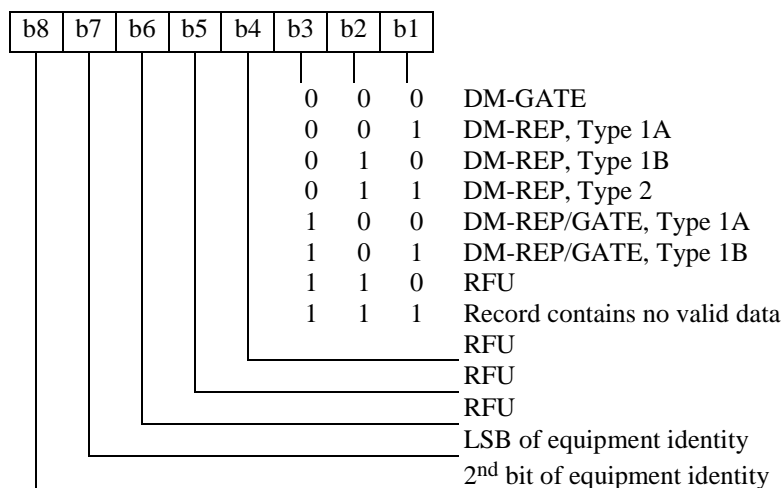 b8 b7 b6 b5 b4 b3 b2 b1
0 0 0 DM-GATE
0 0 1 DM-REP, Type 1A
0 1 0 DM-REP, Type 1B
0 1 1 DM-REP, Type 2
1 0 0 DM-REP/GATE, Type 1A
1 0 1 DM-REP/GATE, Type 1B
1 1 0 RFU
1 1 1 Record contains no valid data
RFU
RFU
RFU
LSB of equipment identity
2nd bit of equipment identity